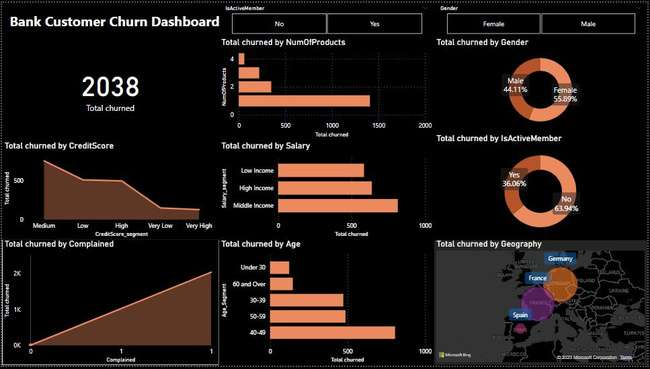 Bank Customer Churn Dashboard
IsActiveMember
No
Yes
Gender
Female
Male
2038
Total churned
Total churned by NumOfProducts
NumOfProducts
4
2
0
0
500
1000
1500
2000
Total churned
Total churned by Gender
Male
44.11%
Female
55.89%
Total churned by CreditScore
Total churned
500
0
Medium
Low
High
Very Low
Very High
CreditScore_segment
Total churned by Salary
Salary_segment
Low Income
High income
Middle Income
0
500
1000
Total churned
Total churned by IsActiveMember
Yes
36.06%
No
63.94%
Total churned by Complained
Total churned
2K
1K
0K
0
1
1
Complained
Total churned by Age
Age_Segment
Under 30
60 and Over
30-39
50-59
40-49
0
500
1000
Total churned
Total churned by Geography
Germany
France
Spain
Microsoft Bing
© 2023 Microsoft Corporation Terms